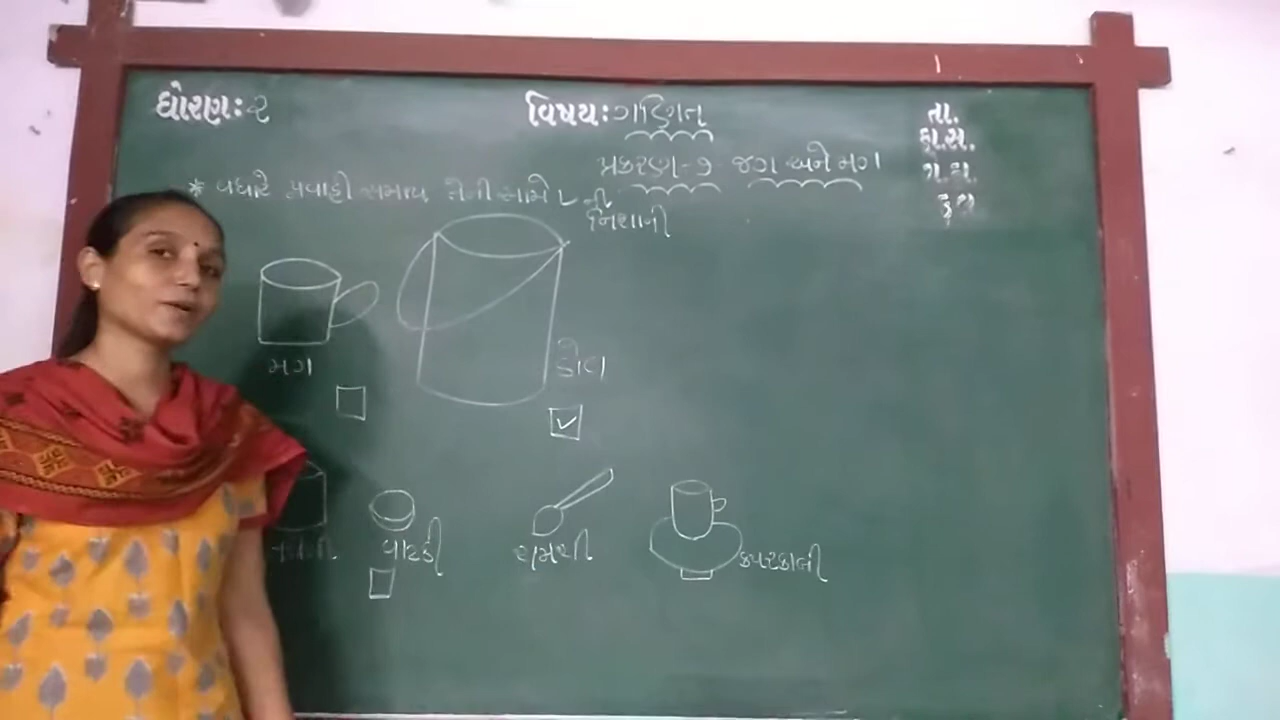 ધોરણ: ૨
વિષય: ગણિત
તા.
હા.સ.
ગે.હા.
કુલ
પ્રકરણ-૭ જગ અને મગ
* વધારે પ્રવાહી સમાય તેની સામે ✓ ની
નિશાની
મગ
ડોલ
વાટકી
ચમચી
કપરકાબી